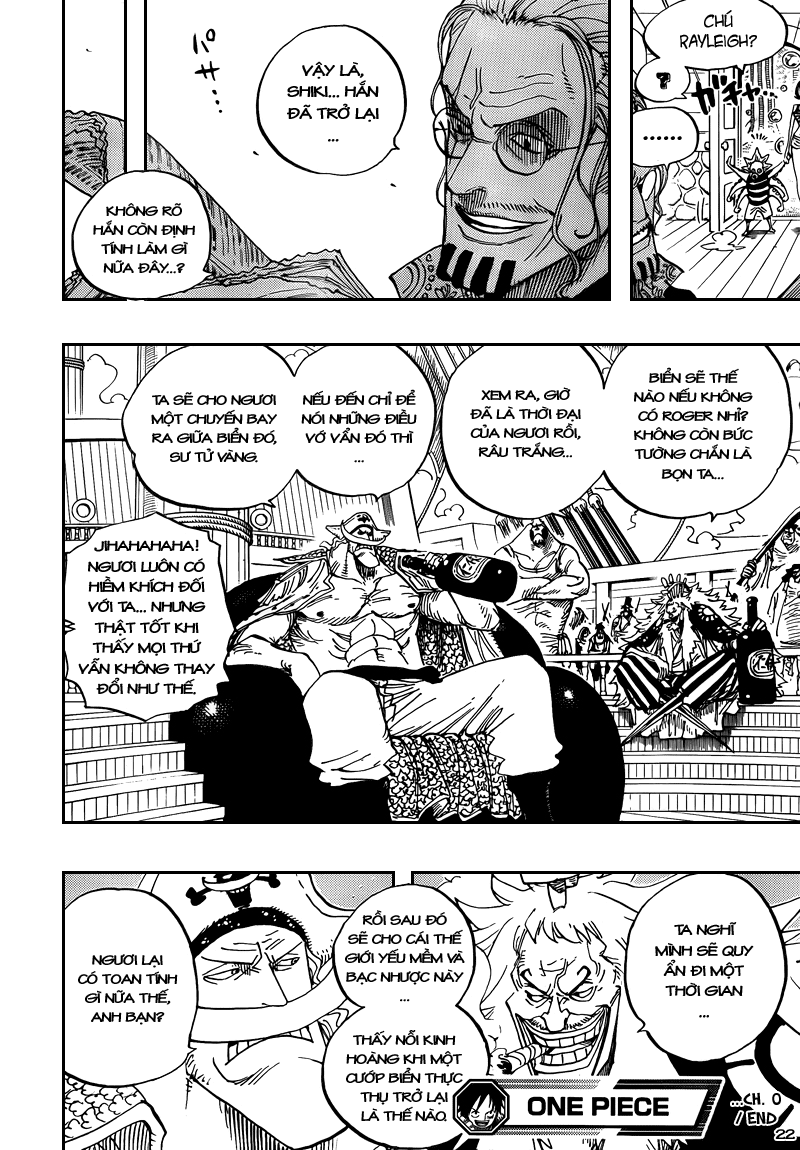 CHÚ
RAYLEIGH?
?
ガチャ…
.......
パサ…
VẬY LÀ,
SHIKI... HẮN
ĐÃ TRỞ LẠI
...
KHÔNG RÕ
HẮN CÒN ĐỊNH
TÍNH LÀM GÌ
NỮA ĐÂY...?
BIỂN SẼ THẾ
NÀO NẾU KHÔNG
CÓ ROGER NHỈ?
KHÔNG CÒN BỨC
TƯỜNG CHẮN LÀ
BỌN TA...
XEM RA, GIỜ
ĐÃ LÀ THỜI ĐẠI
CỦA NGƯƠI RỒI,
RÂU TRẮNG...
NẾU ĐẾN CHỈ ĐỂ
NÓI NHỮNG ĐIỀU
VỚ VẨN ĐÓ THÌ
...
TA SẼ CHO NGƯƠI
MỘT CHUYẾN BAY
RA GIỮA BIỂN ĐÓ,
SƯ TỬ VÀNG.
JIHAHAHAHA!
NGƯƠI LUÔN CÓ
HIỀM KHÍCH ĐỐI
VỚI TA... NHƯNG
THẬT TỐT KHI
THẤY MỌI THỨ
VẪN KHÔNG THAY
ĐỔI NHƯ THẾ.
TA NGHĨ
MÌNH SẼ QUY
ẨN ĐI MỘT
THỜI GIAN
...
RỒI SAU ĐÓ
SẼ CHO CÁI THẾ
GIỚI YẾU MỀM VÀ
BẠC NHƯỢC NÀY
...
THẤY NỖI KINH
HOÀNG KHI MỘT
CƯỚP BIỂN THỰC
THỤ TRỞ LẠI
LÀ THẾ NÀO.
NGƯƠI LẠI
CÓ TOAN TÍNH
GÌ NỮA THẾ,
ANH BẠN?
ONE PIECE
...CH. 0
/ END
22